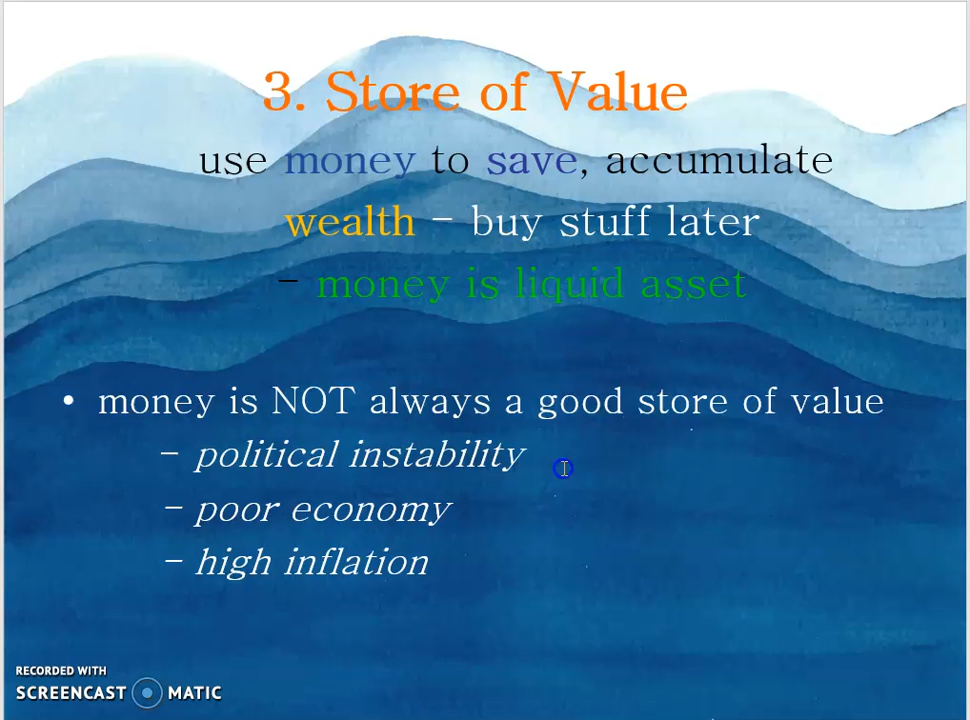 3. Store of Value
use money to save, accumulate
wealth – buy stuff later
– money is liquid asset
• money is NOT always a good store of value
– political instability
– poor economy
– high inflation
RECORDED WITH
SCREENCAST MATIC